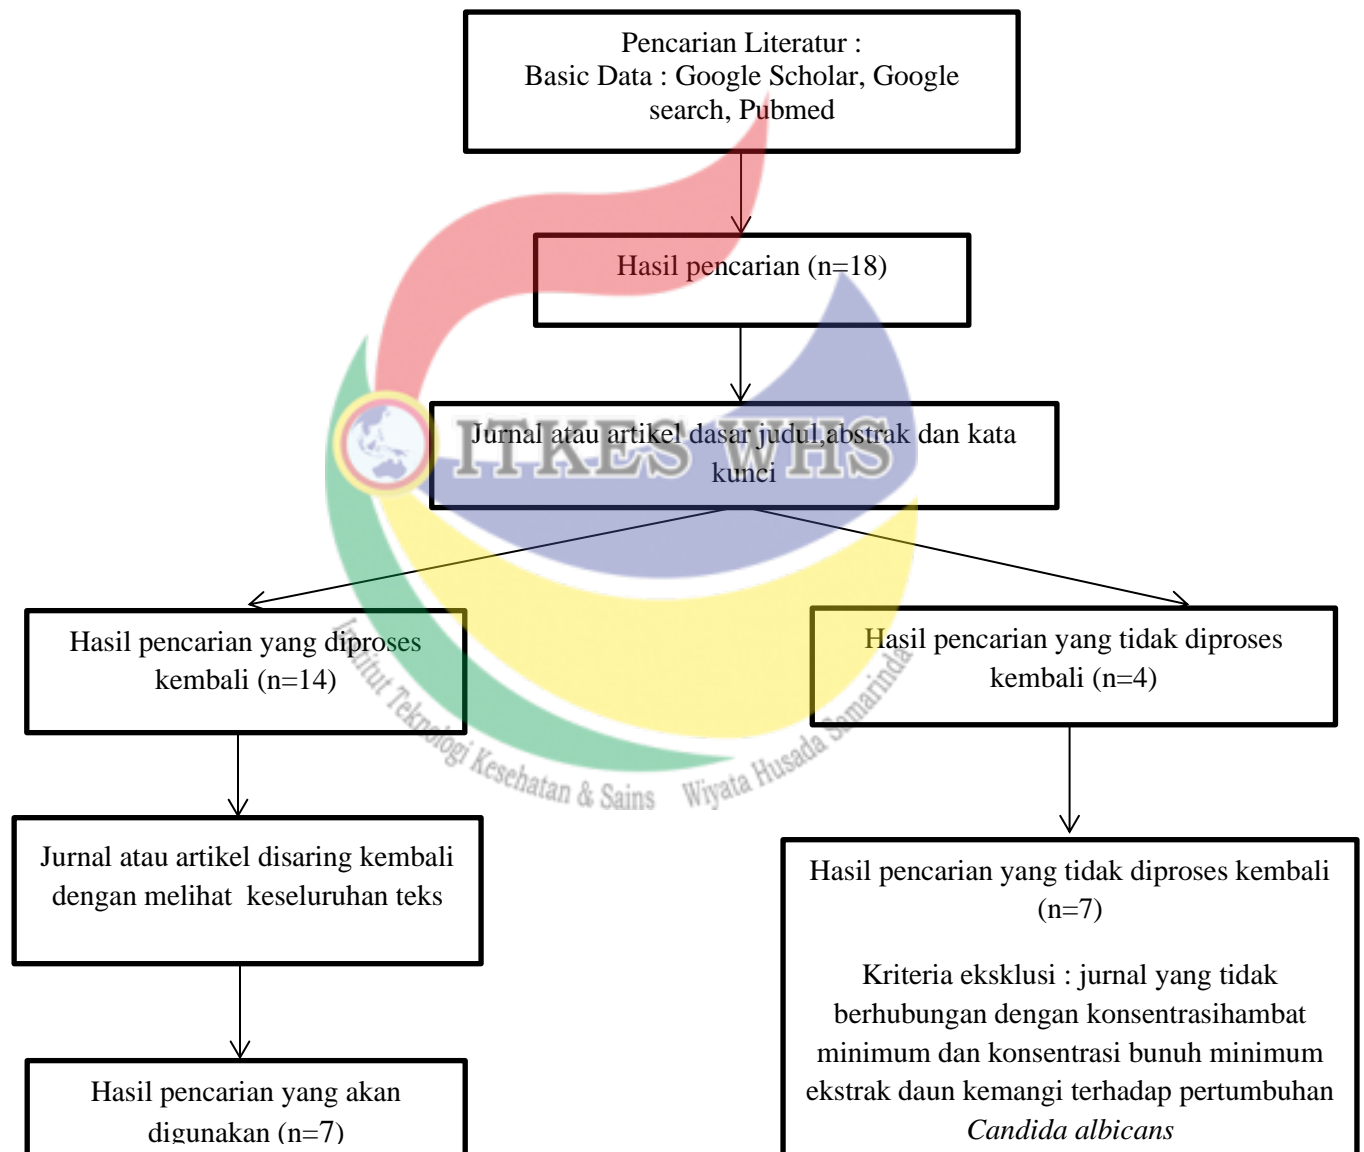 Pencarian Literatur :
Basic Data : Google Scholar, Google
search, Pubmed
Hasil pencarian (n=18)
Jurnal atau artikel dasar judul,abstrak dan kata
kunci
ITKES WHS
Hasil pencarian yang diproses
kembali (n=14)
Hasil pencarian yang tidak diproses
kembali (n=4)
Institut Teknologi Kesehatan & Sains Wiyata Husada Samarinda
Jurnal atau artikel disaring kembali
dengan melihat keseluruhan teks
Hasil pencarian yang tidak diproses kembali
(n=7)
Kriteria eksklusi : jurnal yang tidak
berhubungan dengan konsentrasihambat
minimum dan konsentrasi bunuh minimum
ekstrak daun kemangi terhadap pertumbuhan
Candida albicans
Hasil pencarian yang akan
digunakan (n=7)